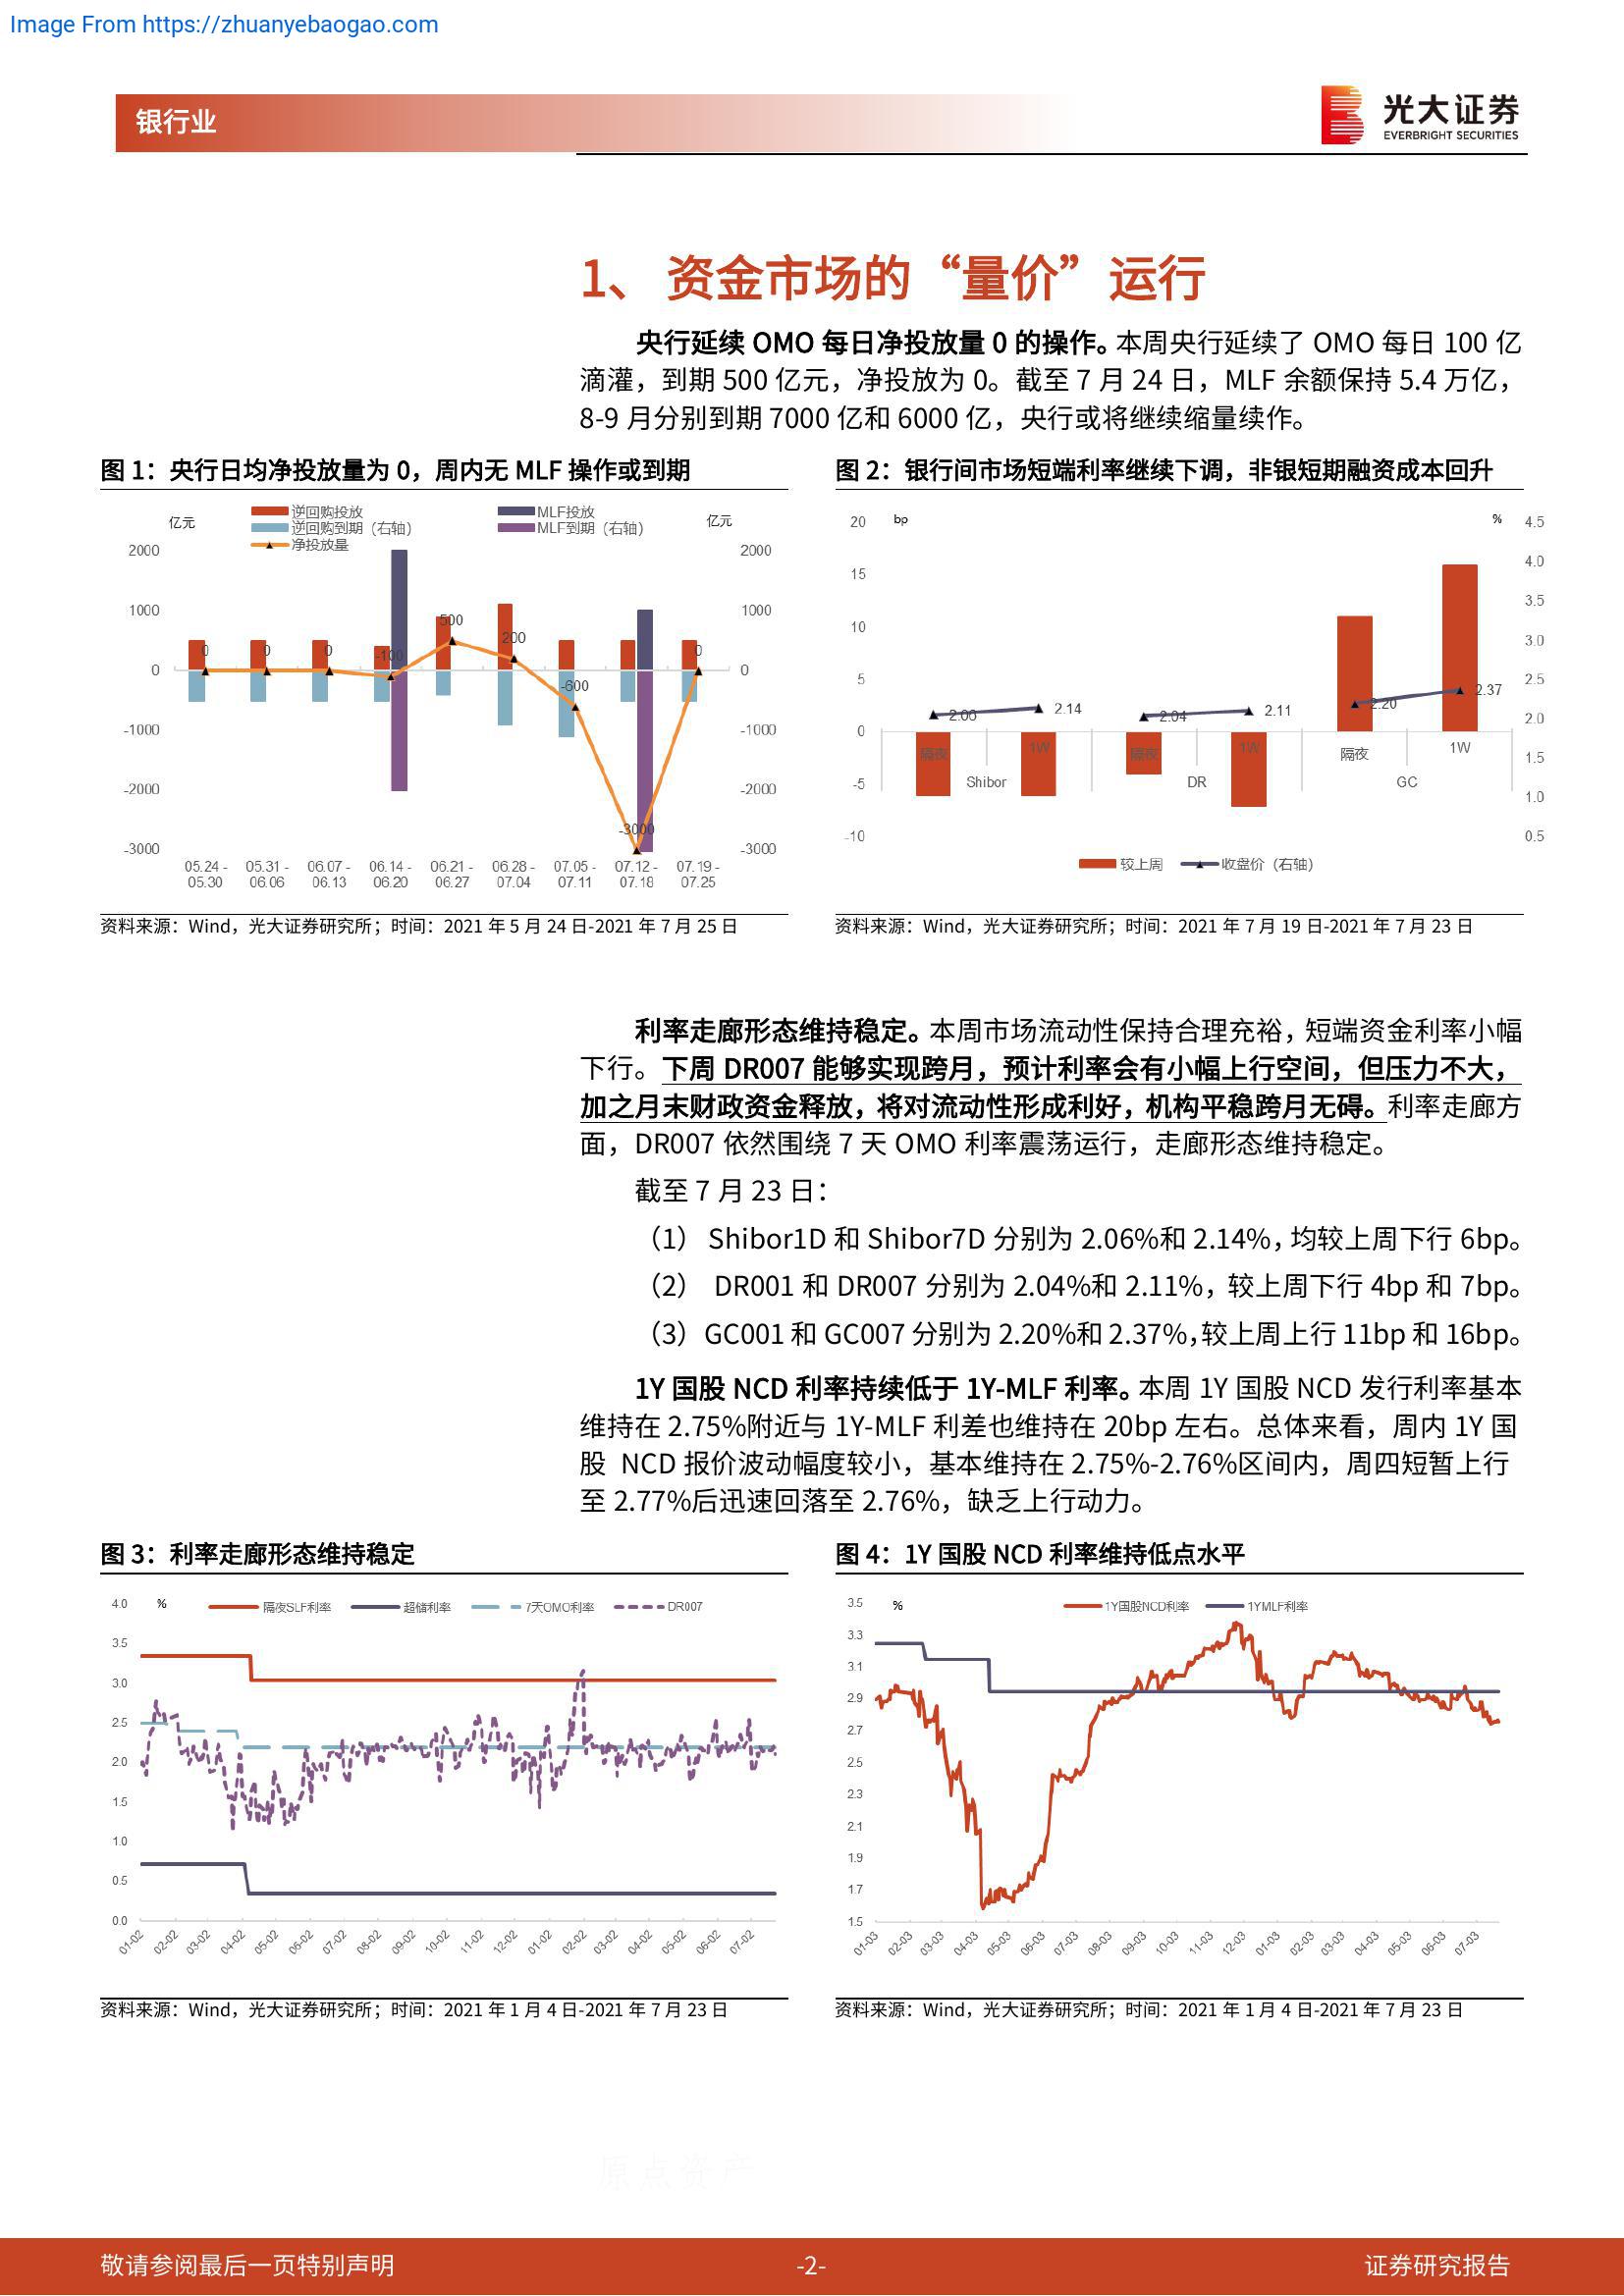 Image From https://zhuanyebaogao.com
银行业
光大证券
EVERBRIGHT SECURITIES
1、 资金市场的“量价”运行
央行延续 OMO 每日净投放量 0 的操作。本周央行延续了 OMO 每日 100 亿
滴灌，到期 500 亿元，净投放为 0。截至 7 月 24 日，MLF 余额保持 5.4 万亿，
8-9 月分别到期 7000 亿和 6000 亿，央行或将继续缩量续作。
图 1：央行日均净投放量为 0，周内无 MLF 操作或到期
亿元
逆回购投放
MLF投放
逆回购到期（右轴）
MLF到期（右轴）
净投放量
亿元
2000
1000
0
-1000
-2000
-3000
0
0
0
-100
500
200
-600
-3000
0
2000
1000
0
-1000
-2000
-3000
05.24 -
05.30
05.31 -
06.06
06.07 -
06.13
06.14 -
06.20
06.21 -
06.27
06.28 -
07.04
07.05 -
07.11
07.12 -
07.18
07.19 -
07.25
资料来源：Wind，光大证券研究所；时间：2021 年 5 月 24 日-2021 年 7 月 25 日
图 2：银行间市场短端利率继续下调，非银短期融资成本回升
bp
%
20
15
10
5
0
-5
-10
2.06
2.14
2.04
2.11
2.20
2.37
隔夜
1W
隔夜
1W
隔夜
1W
Shibor
DR
GC
4.5
4.0
3.5
3.0
2.5
2.0
1.5
1.0
0.5
较上周
收盘价（右轴）
资料来源：Wind，光大证券研究所；时间：2021 年 7 月 19 日-2021 年 7 月 23 日
利率走廊形态维持稳定。本周市场流动性保持合理充裕，短端资金利率小幅
下行。下周 DR007 能够实现跨月，预计利率会有小幅上行空间，但压力不大，
加之月末财政资金释放，将对流动性形成利好，机构平稳跨月无碍。利率走廊方
面，DR007 依然围绕 7 天 OMO 利率震荡运行，走廊形态维持稳定。
截至 7 月 23 日：
（1） Shibor1D 和 Shibor7D 分别为 2.06%和 2.14%，均较上周下行 6bp。
（2） DR001 和 DR007 分别为 2.04%和 2.11%，较上周下行 4bp 和 7bp。
（3）GC001 和 GC007 分别为 2.20%和 2.37%，较上周上行 11bp 和 16bp。
1Y 国股 NCD 利率持续低于 1Y-MLF 利率。本周 1Y 国股 NCD 发行利率基本
维持在 2.75%附近与 1Y-MLF 利差也维持在 20bp 左右。总体来看，周内 1Y 国
股 NCD 报价波动幅度较小，基本维持在 2.75%-2.76%区间内，周四短暂上行
至 2.77%后迅速回落至 2.76%，缺乏上行动力。
图 3：利率走廊形态维持稳定
%
隔夜SLF利率
超储利率
7天OMO利率
DR007
4.0
3.5
3.0
2.5
2.0
1.5
1.0
0.5
0.0
01-02
02-02
03-02
04-02
05-02
06-02
07-02
08-02
09-02
10-02
11-02
12-02
01-02
02-02
03-02
04-02
05-02
06-02
07-02
资料来源：Wind，光大证券研究所；时间：2021 年 1 月 4 日-2021 年 7 月 23 日
图 4：1Y 国股 NCD 利率维持低点水平
%
1Y国股NCD利率
1YMLF利率
3.5
3.3
3.1
2.9
2.7
2.5
2.3
2.1
1.9
1.7
1.5
01-03
02-03
03-03
04-03
05-03
06-03
07-03
08-03
09-03
10-03
11-03
12-03
01-03
02-03
03-03
04-03
05-03
06-03
07-03
资料来源：Wind，光大证券研究所；时间：2021 年 1 月 4 日-2021 年 7 月 23 日
敬请参阅最后一页特别声明
-2-
证券研究报告